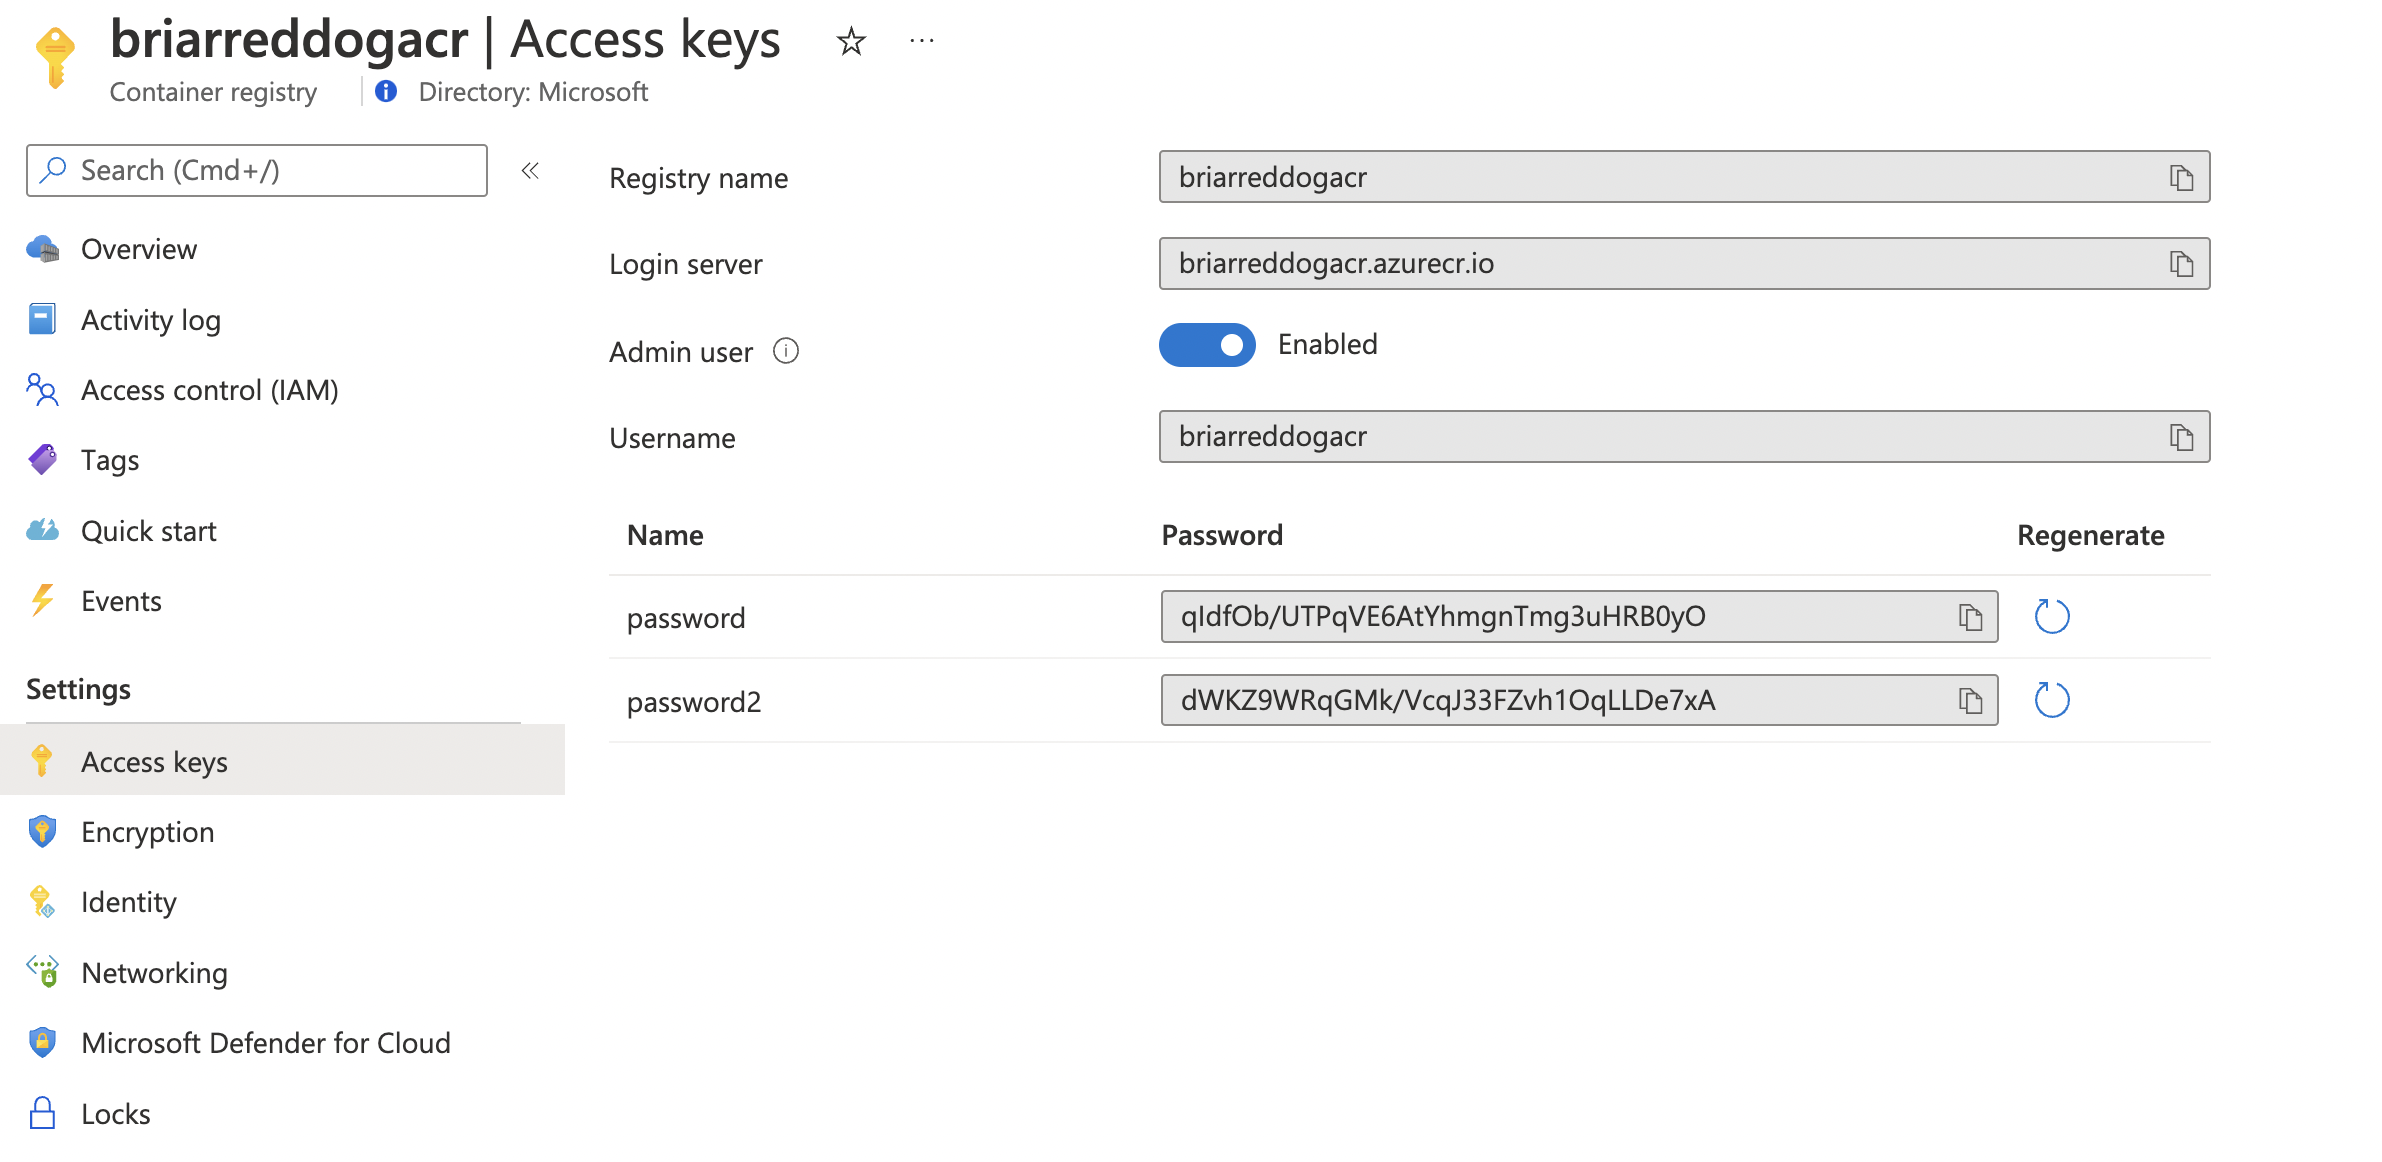 briarreddogacr | Access keys
Container registry
Directory: Microsoft
Search (Cmd+/)
Overview
Activity log
Access control (IAM)
Tags
Quick start
Events
Settings
Access keys
Encryption
Identity
Networking
Microsoft Defender for Cloud
Locks
Registry name
briarreddogacr
Login server
briarreddogacr.azurecr.io
Admin user
Enabled
Username
briarreddogacr
Name Password Regenerate
password qIdfOb/UTPqVE6AtYhmgnTmg3uHRB0yO
password2 dWKZ9WRqGMk/VcqJ33FZvh1OqLLDe7xA